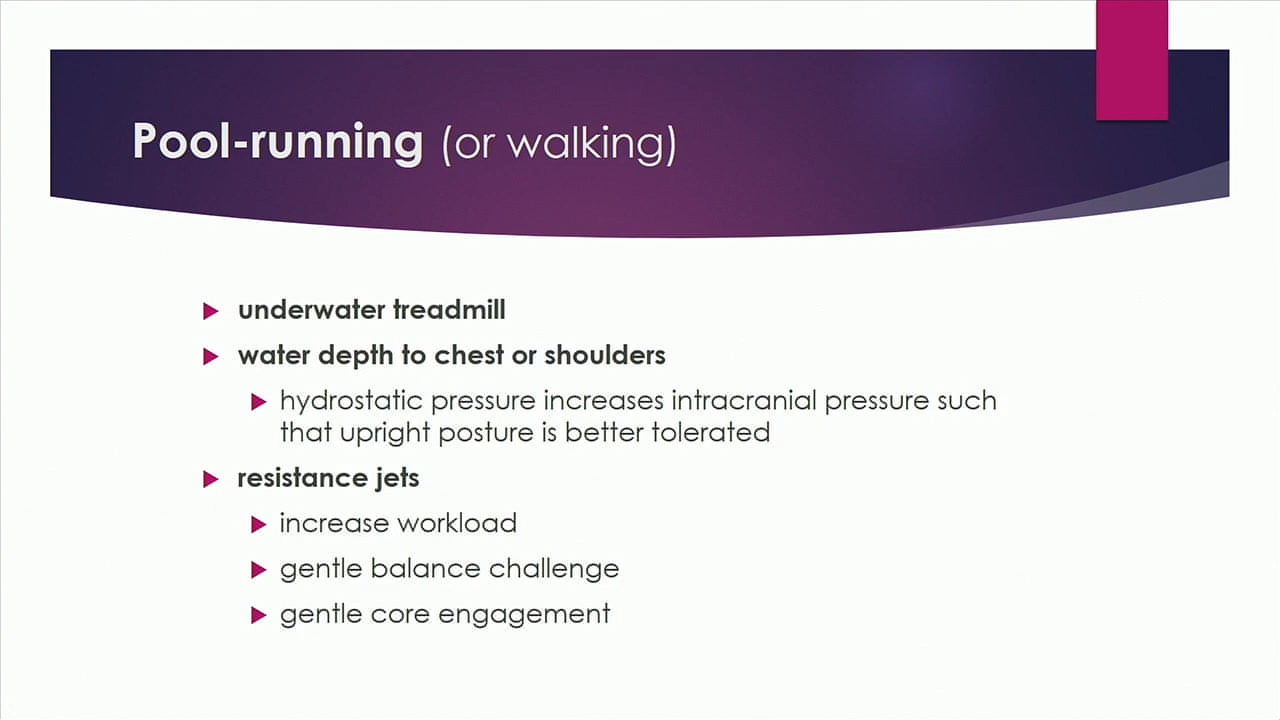 Pool-running (or walking)
underwater treadmill
water depth to chest or shoulders
hydrostatic pressure increases intracranial pressure such
that upright posture is better tolerated
resistance jets
increase workload
gentle balance challenge
gentle core engagement